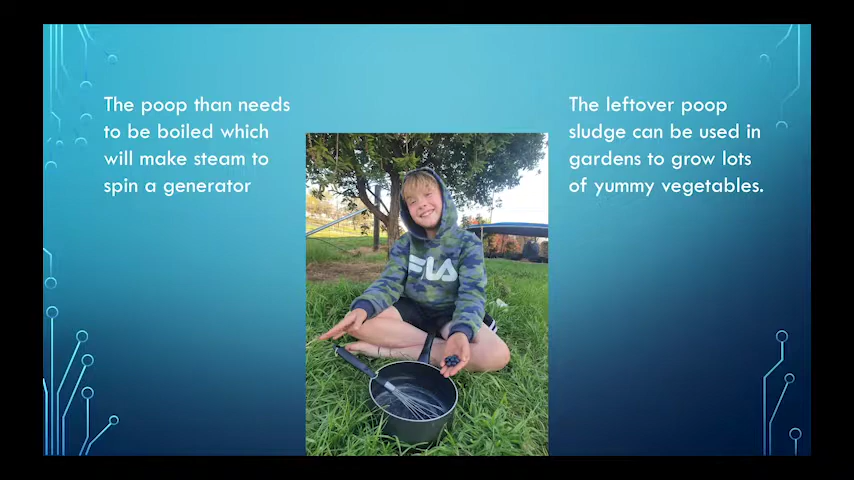 The poop than needs
to be boiled which
will make steam to
spin a generator
FILA
The leftover poop
sludge can be used in
gardens to grow lots
of yummy vegetables.